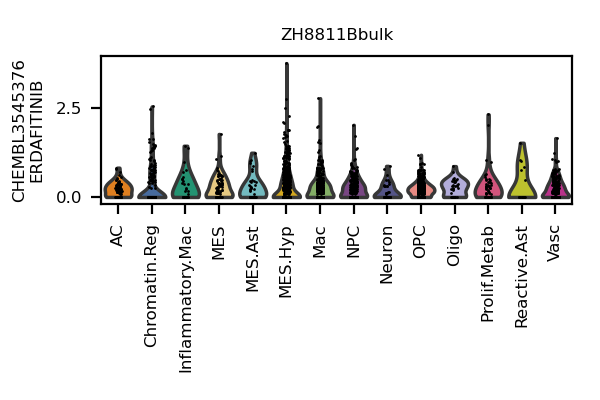 ZH8811Bbulk
CHEMBL3545376
ERDAFITINIB
2.5
0.0
AC
Chromatin.Reg
Inflammatory.Mac
MES
MES.Ast
MES.Hyp
Mac
NPC
Neuron
OPC
Oligo
Prolif.Metab
Reactive.Ast
Vasc